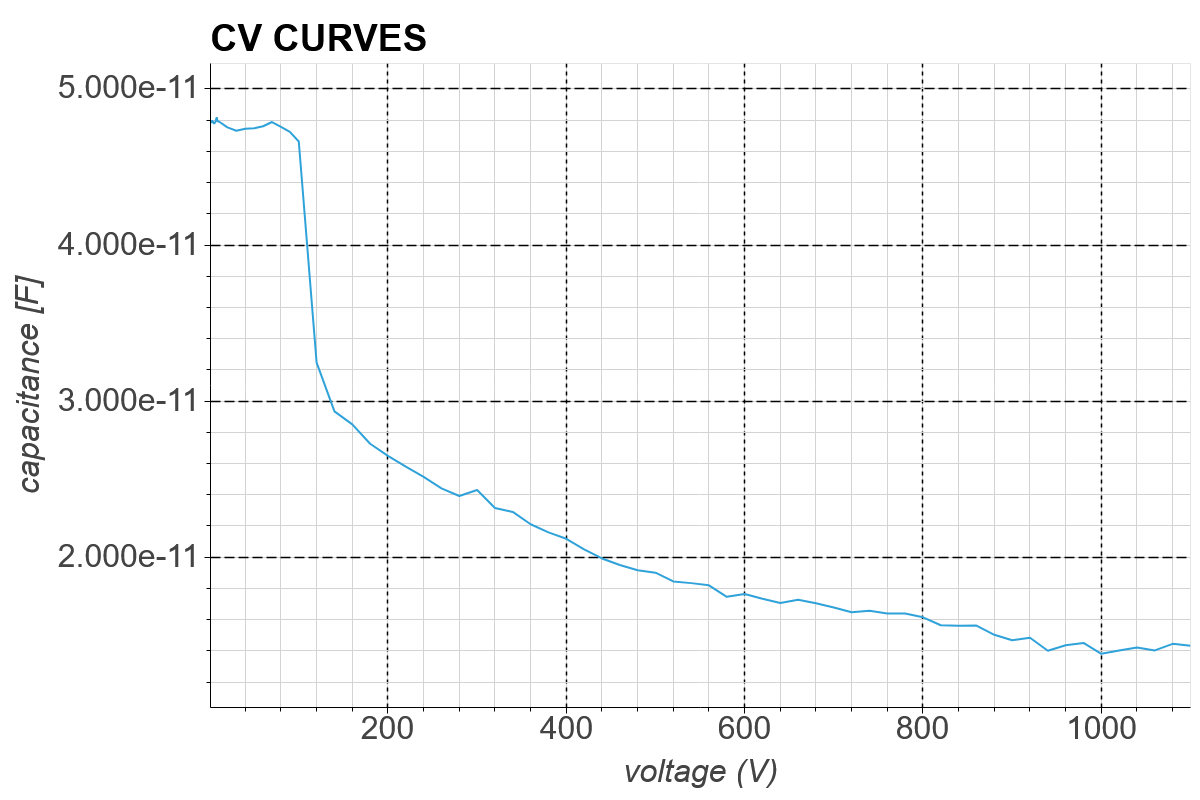 CV CURVES
5.000e-11
4.000e-11
3.000e-11
2.000e-11
capacitance [F]
200 400 600 800 1000
voltage (V)